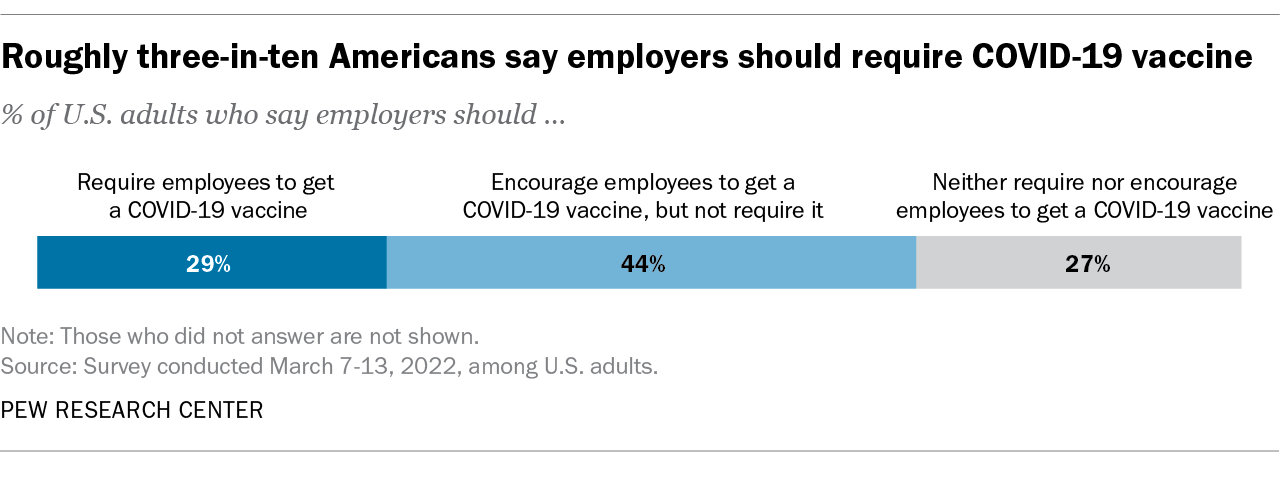 Roughly three-in-ten Americans say employers should require COVID-19 vaccine
% of U.S. adults who say employers should ...
Require employees to get
a COVID-19 vaccine
Encourage employees to get a
COVID-19 vaccine, but not require it
Neither require nor encourage
employees to get a COVID-19 vaccine
29%
44%
27%
Note: Those who did not answer are not shown.
Source: Survey conducted March 7-13, 2022, among U.S. adults.
PEW RESEARCH CENTER